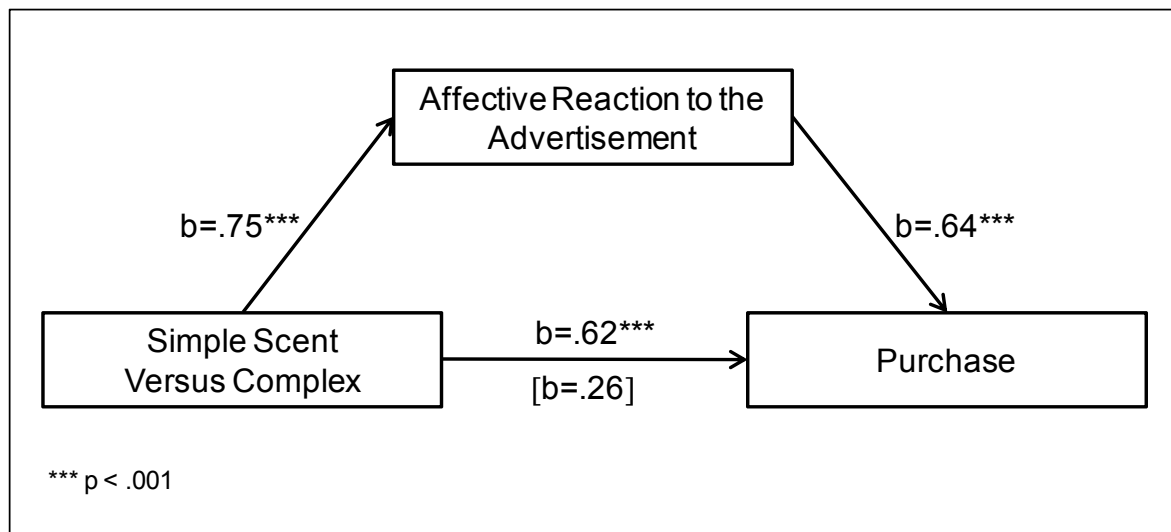 Affective Reaction to the
Advertisement
b=.75***
b=.64***
Simple Scent
Versus Complex
b=.62***
[b=.26]
Purchase
*** p < .001